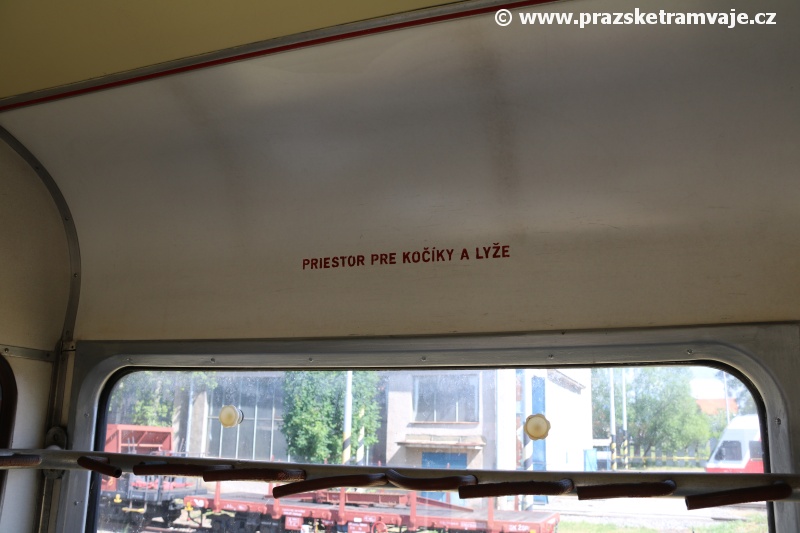 © www.prazsketramvaje.cz
PRIESTOR PRE KOČÍKY A LYŽE